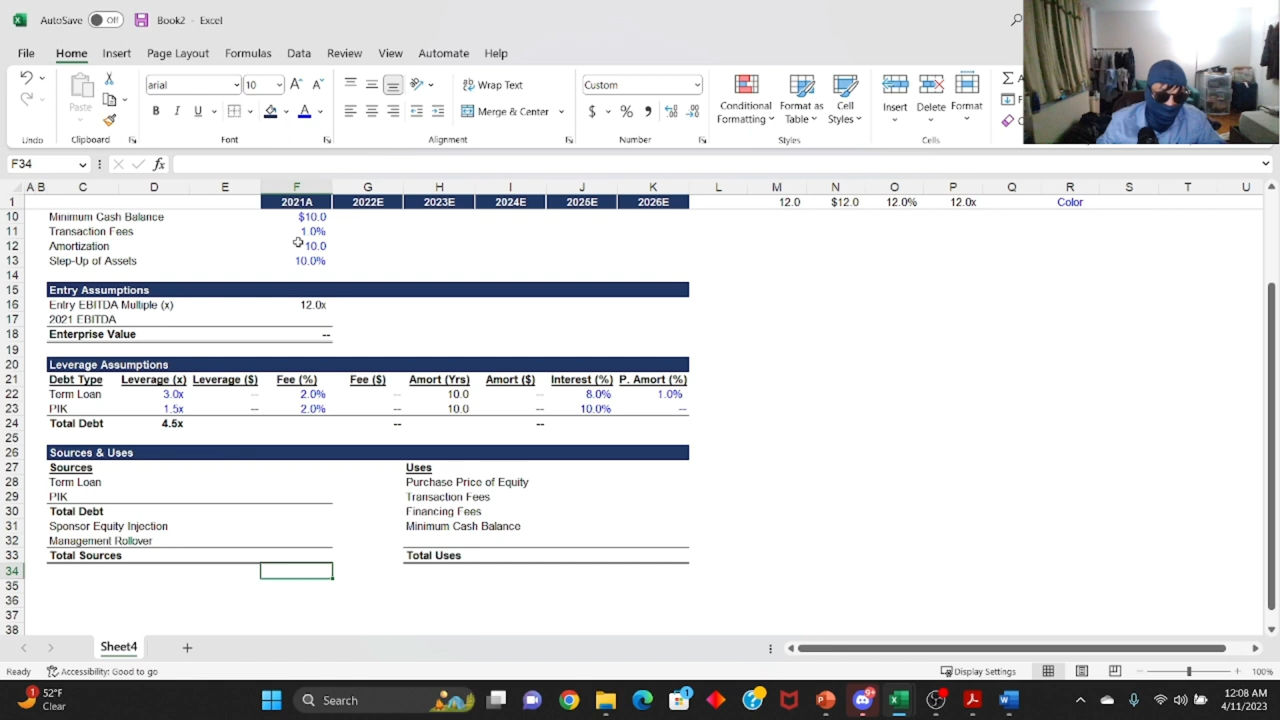 AutoSave Off Book2 - Excel
File Home Insert Page Layout Formulas Data Review View Automate Help
Paste
arial 10
B I U
Wrap Text
Merge & Center
Custom
$ % ,
Conditional Formatting
Format as Table
Cell Styles
Insert Delete Format
Undo Clipboard Font Alignment Number Styles Cells
F34 fx
A B C D E F G H I J K L M N O P Q R S T U
1 2021A 2022E 2023E 2024E 2025E 2026E 12.0 $12.0 12.0% 12.0x Color
10 Minimum Cash Balance $10.0
11 Transaction Fees 1.0%
12 Amortization 10.0
13 Step-Up of Assets 10.0%
14
15 Entry Assumptions
16 Entry EBITDA Multiple (x) 12.0x
17 2021 EBITDA
18 Enterprise Value --
19
20 Leverage Assumptions
21 Debt Type Leverage (x) Leverage ($) Fee (%) Fee ($) Amort (Yrs) Amort ($) Interest (%) P. Amort (%)
22 Term Loan 3.0x -- 2.0% -- 10.0 -- 8.0% 1.0%
23 PIK 1.5x -- 2.0% -- 10.0 -- 10.0% --
24 Total Debt 4.5x -- --
25
26 Sources & Uses
27 Sources Uses
28 Term Loan Purchase Price of Equity
29 PIK Transaction Fees
30 Total Debt Financing Fees
31 Sponsor Equity Injection Minimum Cash Balance
32 Management Rollover
33 Total Sources Total Uses
34
35
36
37
38
Sheet4
Ready Accessibility: Good to go Display Settings 100%
1 52°F Clear
Search
12:08 AM
4/11/2023